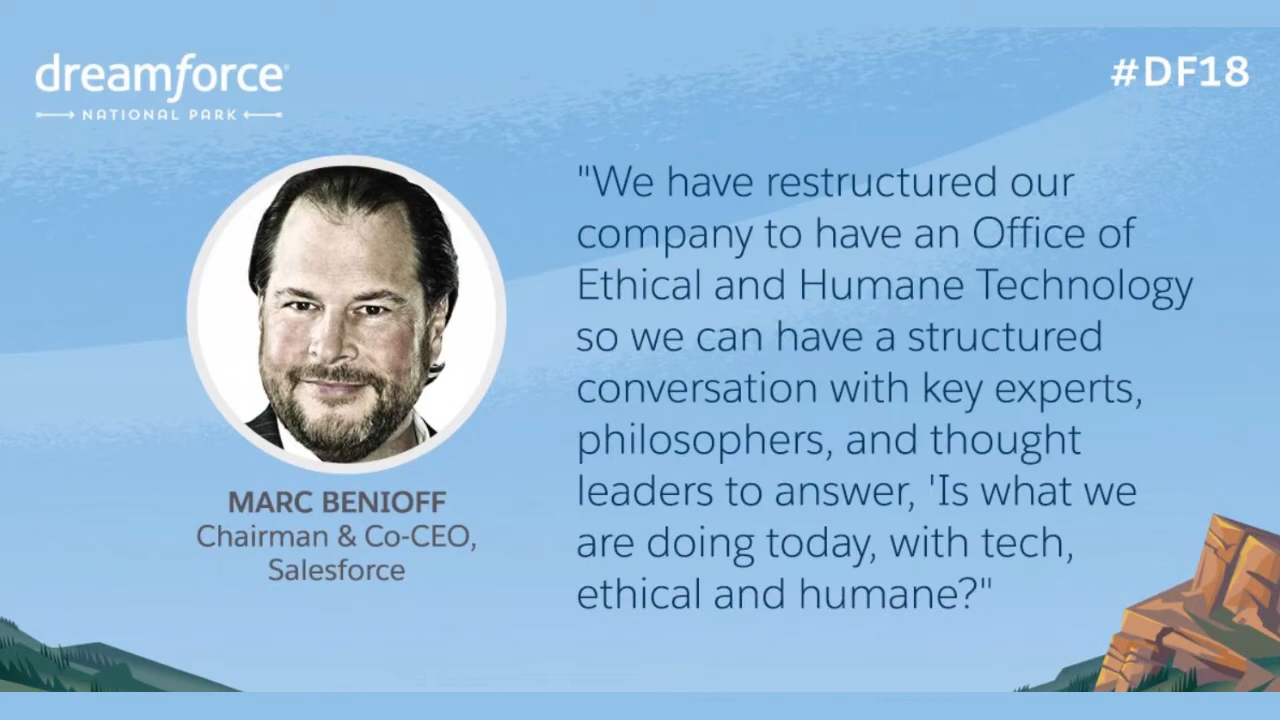 dreamforce
NATIONAL PARK
#DF18
"We have restructured our
company to have an Office of
Ethical and Humane Technology
so we can have a structured
conversation with key experts,
philosophers, and thought
leaders to answer, 'Is what we
are doing today, with tech,
ethical and humane?"
MARC BENIOFF
Chairman & Co-CEO,
Salesforce